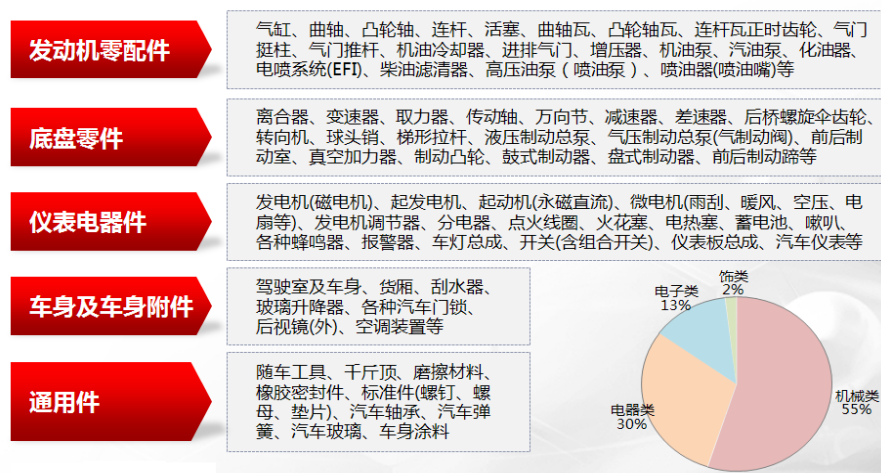 发动机零配件
气缸、曲轴、凸轮轴、连杆、活塞、曲轴瓦、凸轮轴瓦、连杆瓦正时齿轮、气门
挺柱、气门推杆、机油冷却器、进排气门、增压器、机油泵、汽油泵、化油器、
电喷系统(EFI)、柴油滤清器、高压油泵（喷油泵）、喷油器(喷油嘴)等
底盘零件
离合器、变速器、取力器、传动轴、万向节、减速器、差速器、后桥螺旋伞齿轮、
转向机、球头销、梯形拉杆、液压制动总泵、气压制动总泵(气制动阀)、前后制
动室、真空加力器、制动凸轮、鼓式制动器、盘式制动器、前后制动蹄等
仪表电器件
发电机(磁电机)、起发电机、起动机(永磁直流)、微电机(雨刮、暖风、空压、电
扇等)、发电机调节器、分电器、点火线圈、火花塞、电热塞、蓄电池、嗽叭、
各种蜂鸣器、报警器、车灯总成、开关(含组合开关)、仪表板总成、汽车仪表等
车身及车身附件
驾驶室及车身、货厢、刮水器、
玻璃升降器、各种汽车门锁、
后视镜(外)、空调装置等
通用件
随车工具、千斤顶、磨擦材料、
橡胶密封件、标准件(螺钉、螺
母、垫片)、汽车轴承、汽车弹
簧、汽车玻璃、车身涂料
饰类
2%
电子类
13%
电器类
30%
机械类
55%